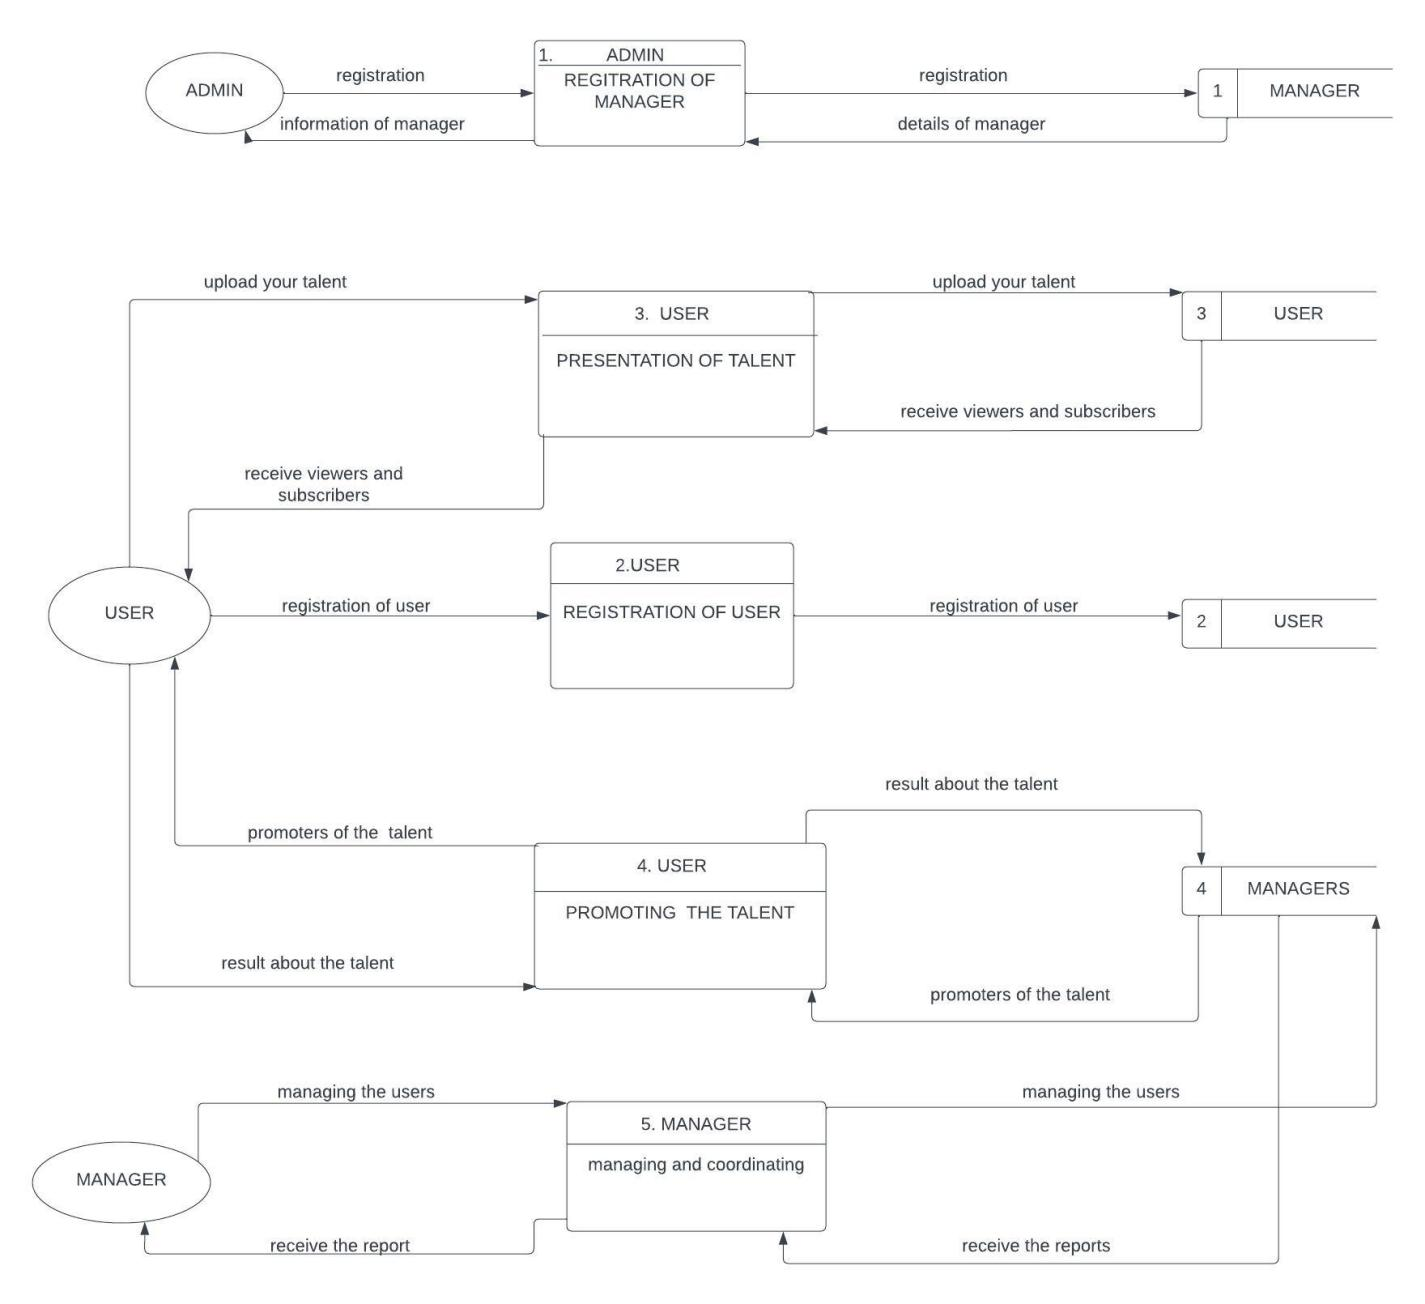 1. ADMIN
ADMIN
registration
REGITRATION OF
MANAGER
registration
1 MANAGER
information of manager
details of manager
upload your talent
upload your talent
3. USER
3 USER
PRESENTATION OF TALENT
receive viewers and subscribers
receive viewers and
subscribers
2.USER
USER
registration of user
REGISTRATION OF USER
registration of user
2 USER
result about the talent
promoters of the  talent
4. USER
4 MANAGERS
PROMOTING  THE TALENT
result about the talent
promoters of the talent
managing the users
managing the users
5. MANAGER
managing and coordinating
MANAGER
receive the report
receive the reports